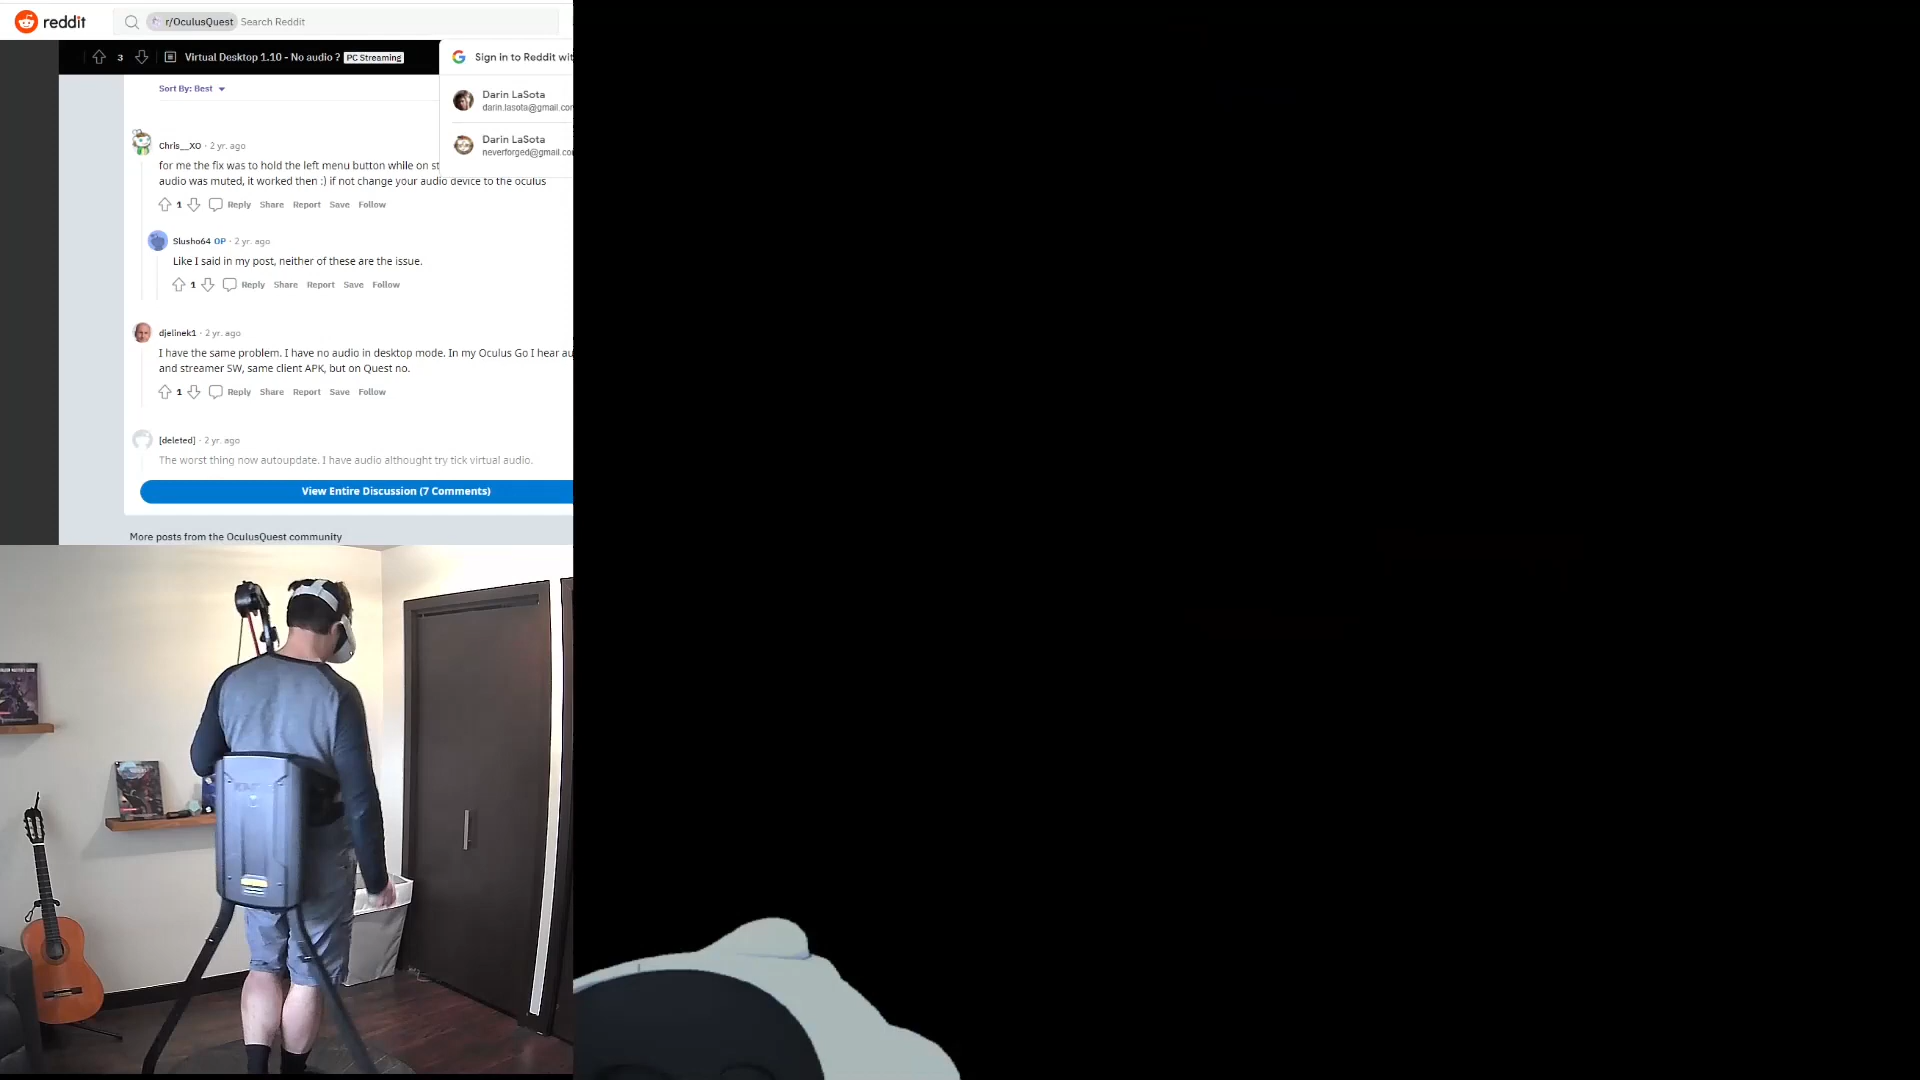 reddit
r/OculusQuest Search Reddit
3 Virtual Desktop 1.10 - No audio ? PC Streaming
Sign in to Reddit wit
Sort By: Best
Darin LaSota
darin.lasota@gmail.co
Darin LaSota
neverforged@gmail.co
Chris__XO · 2 yr. ago
for me the fix was to hold the left menu button while on st
audio was muted, it worked then :) if not change your audio device to the oculus
1 Reply Share Report Save Follow
Slusho64 OP · 2 yr. ago
Like I said in my post, neither of these are the issue.
1 Reply Share Report Save Follow
djelinek1 · 2 yr. ago
I have the same problem. I have no audio in desktop mode. In my Oculus Go I hear au
and streamer SW, same client APK, but on Quest no.
1 Reply Share Report Save Follow
[deleted] · 2 yr. ago
The worst thing now autoupdate. I have audio althought try tick virtual audio.
View Entire Discussion (7 Comments)
More posts from the OculusQuest community